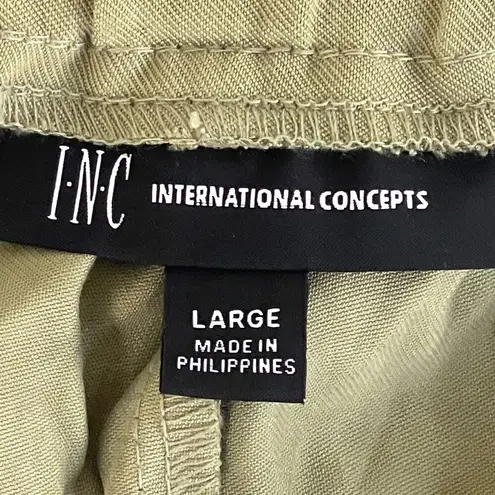 I·N·C INTERNATIONAL CONCEPTS
LARGE
MADE IN
PHILIPPINES